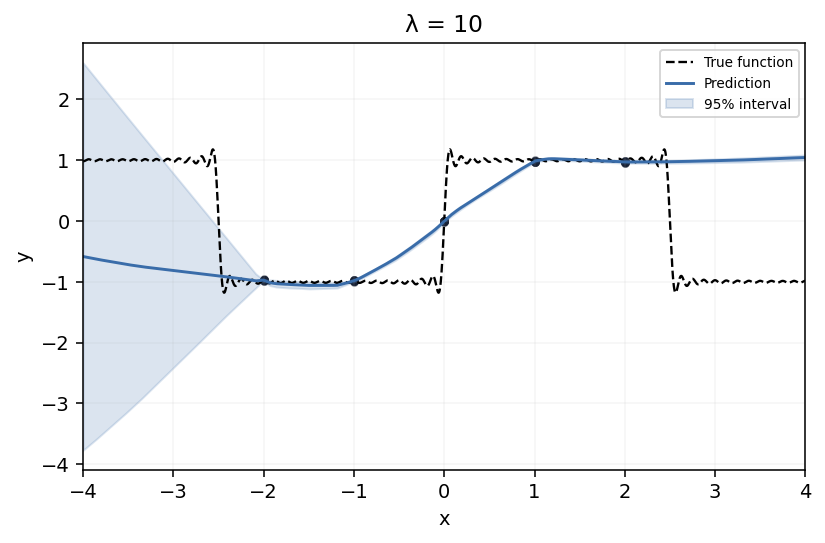 λ = 10
True function
Prediction
95% interval
y
2
1
0
−1
−2
−3
−4
−4 −3 −2 −1 0 1 2 3 4
x